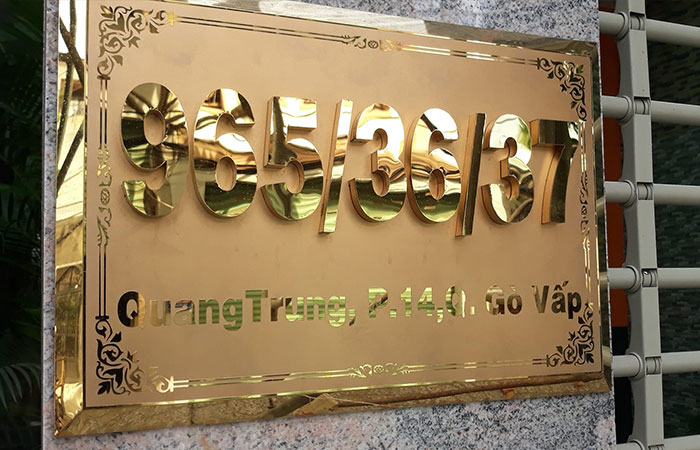 965/36/37
QuangTrung, P.14,Q. Gò Vấp